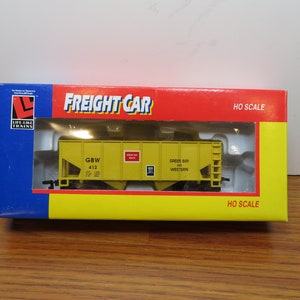 FREIGHT CAR
HO SCALE
LIFE-LIKE
TRAINS
GBW
413
GREEN BAY
AND
WESTERN
HO SCALE